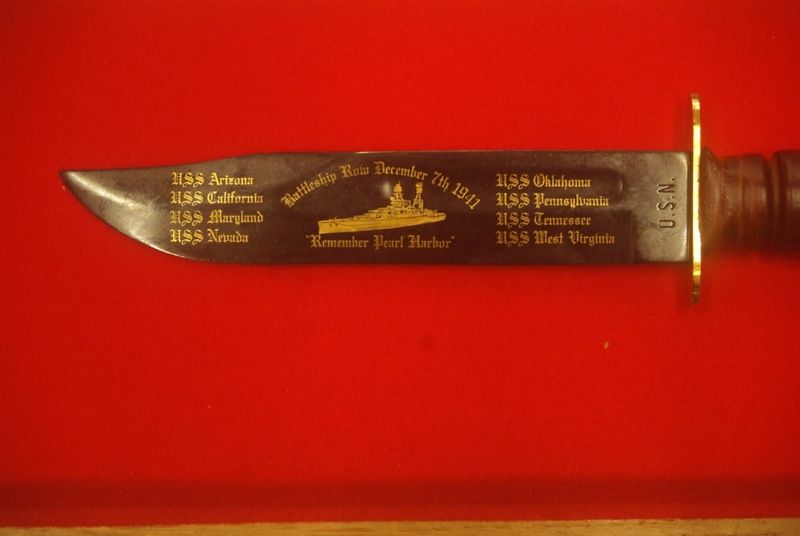 USS Arizona
USS California
USS Maryland
USS Nevada
Battleship Row December 7th 1941
"Remember Pearl Harbor"
USS Oklahoma
USS Pennsylvania
USS Tennessee
USS West Virginia
U.S.N.